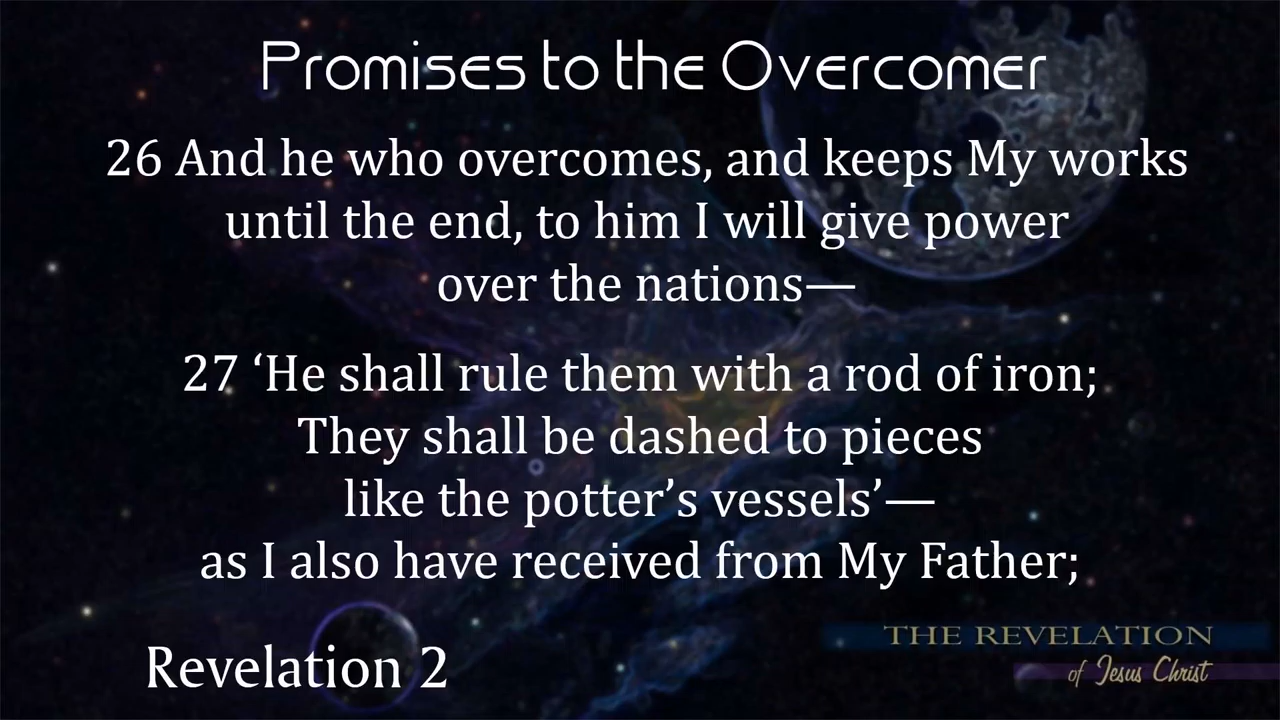 Promises to the Overcomer
26 And he who overcomes, and keeps My works
until the end, to him I will give power
over the nations—
27 ‘He shall rule them with a rod of iron;
They shall be dashed to pieces
like the potter’s vessels’—
as I also have received from My Father;
Revelation 2
THE REVELATION
of Jesus Christ